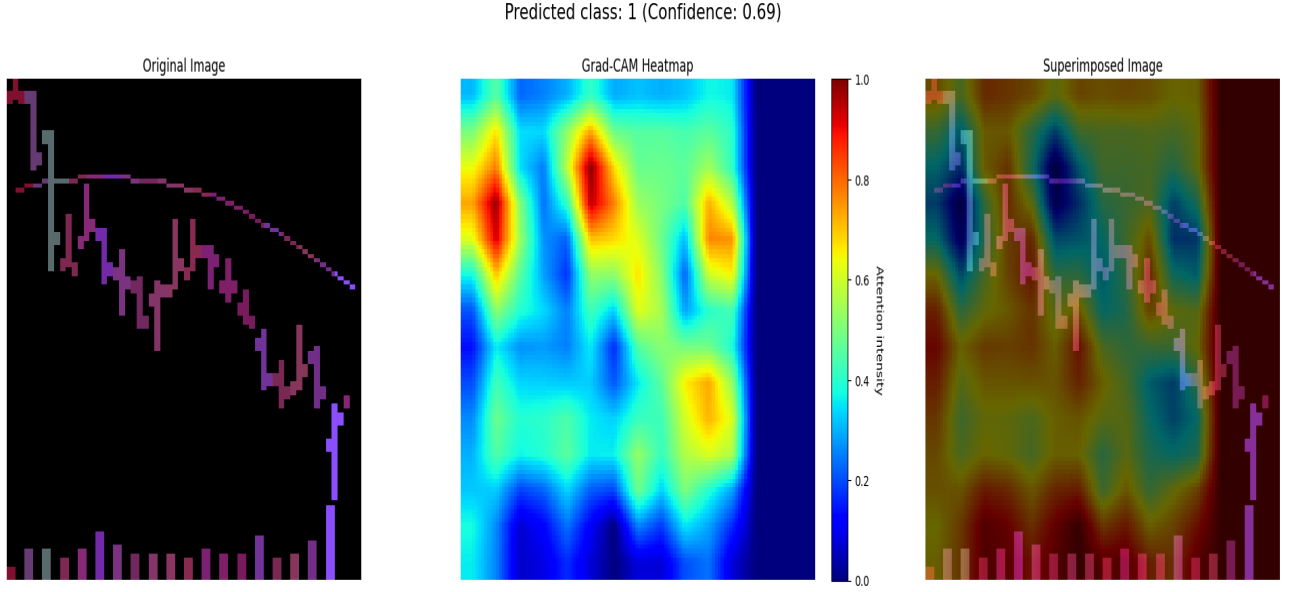 Predicted class: 1 (Confidence: 0.69)
Original Image
Grad-CAM Heatmap
Superimposed Image
1.0
0.8
0.6
0.4
0.2
0.0
Attention intensity